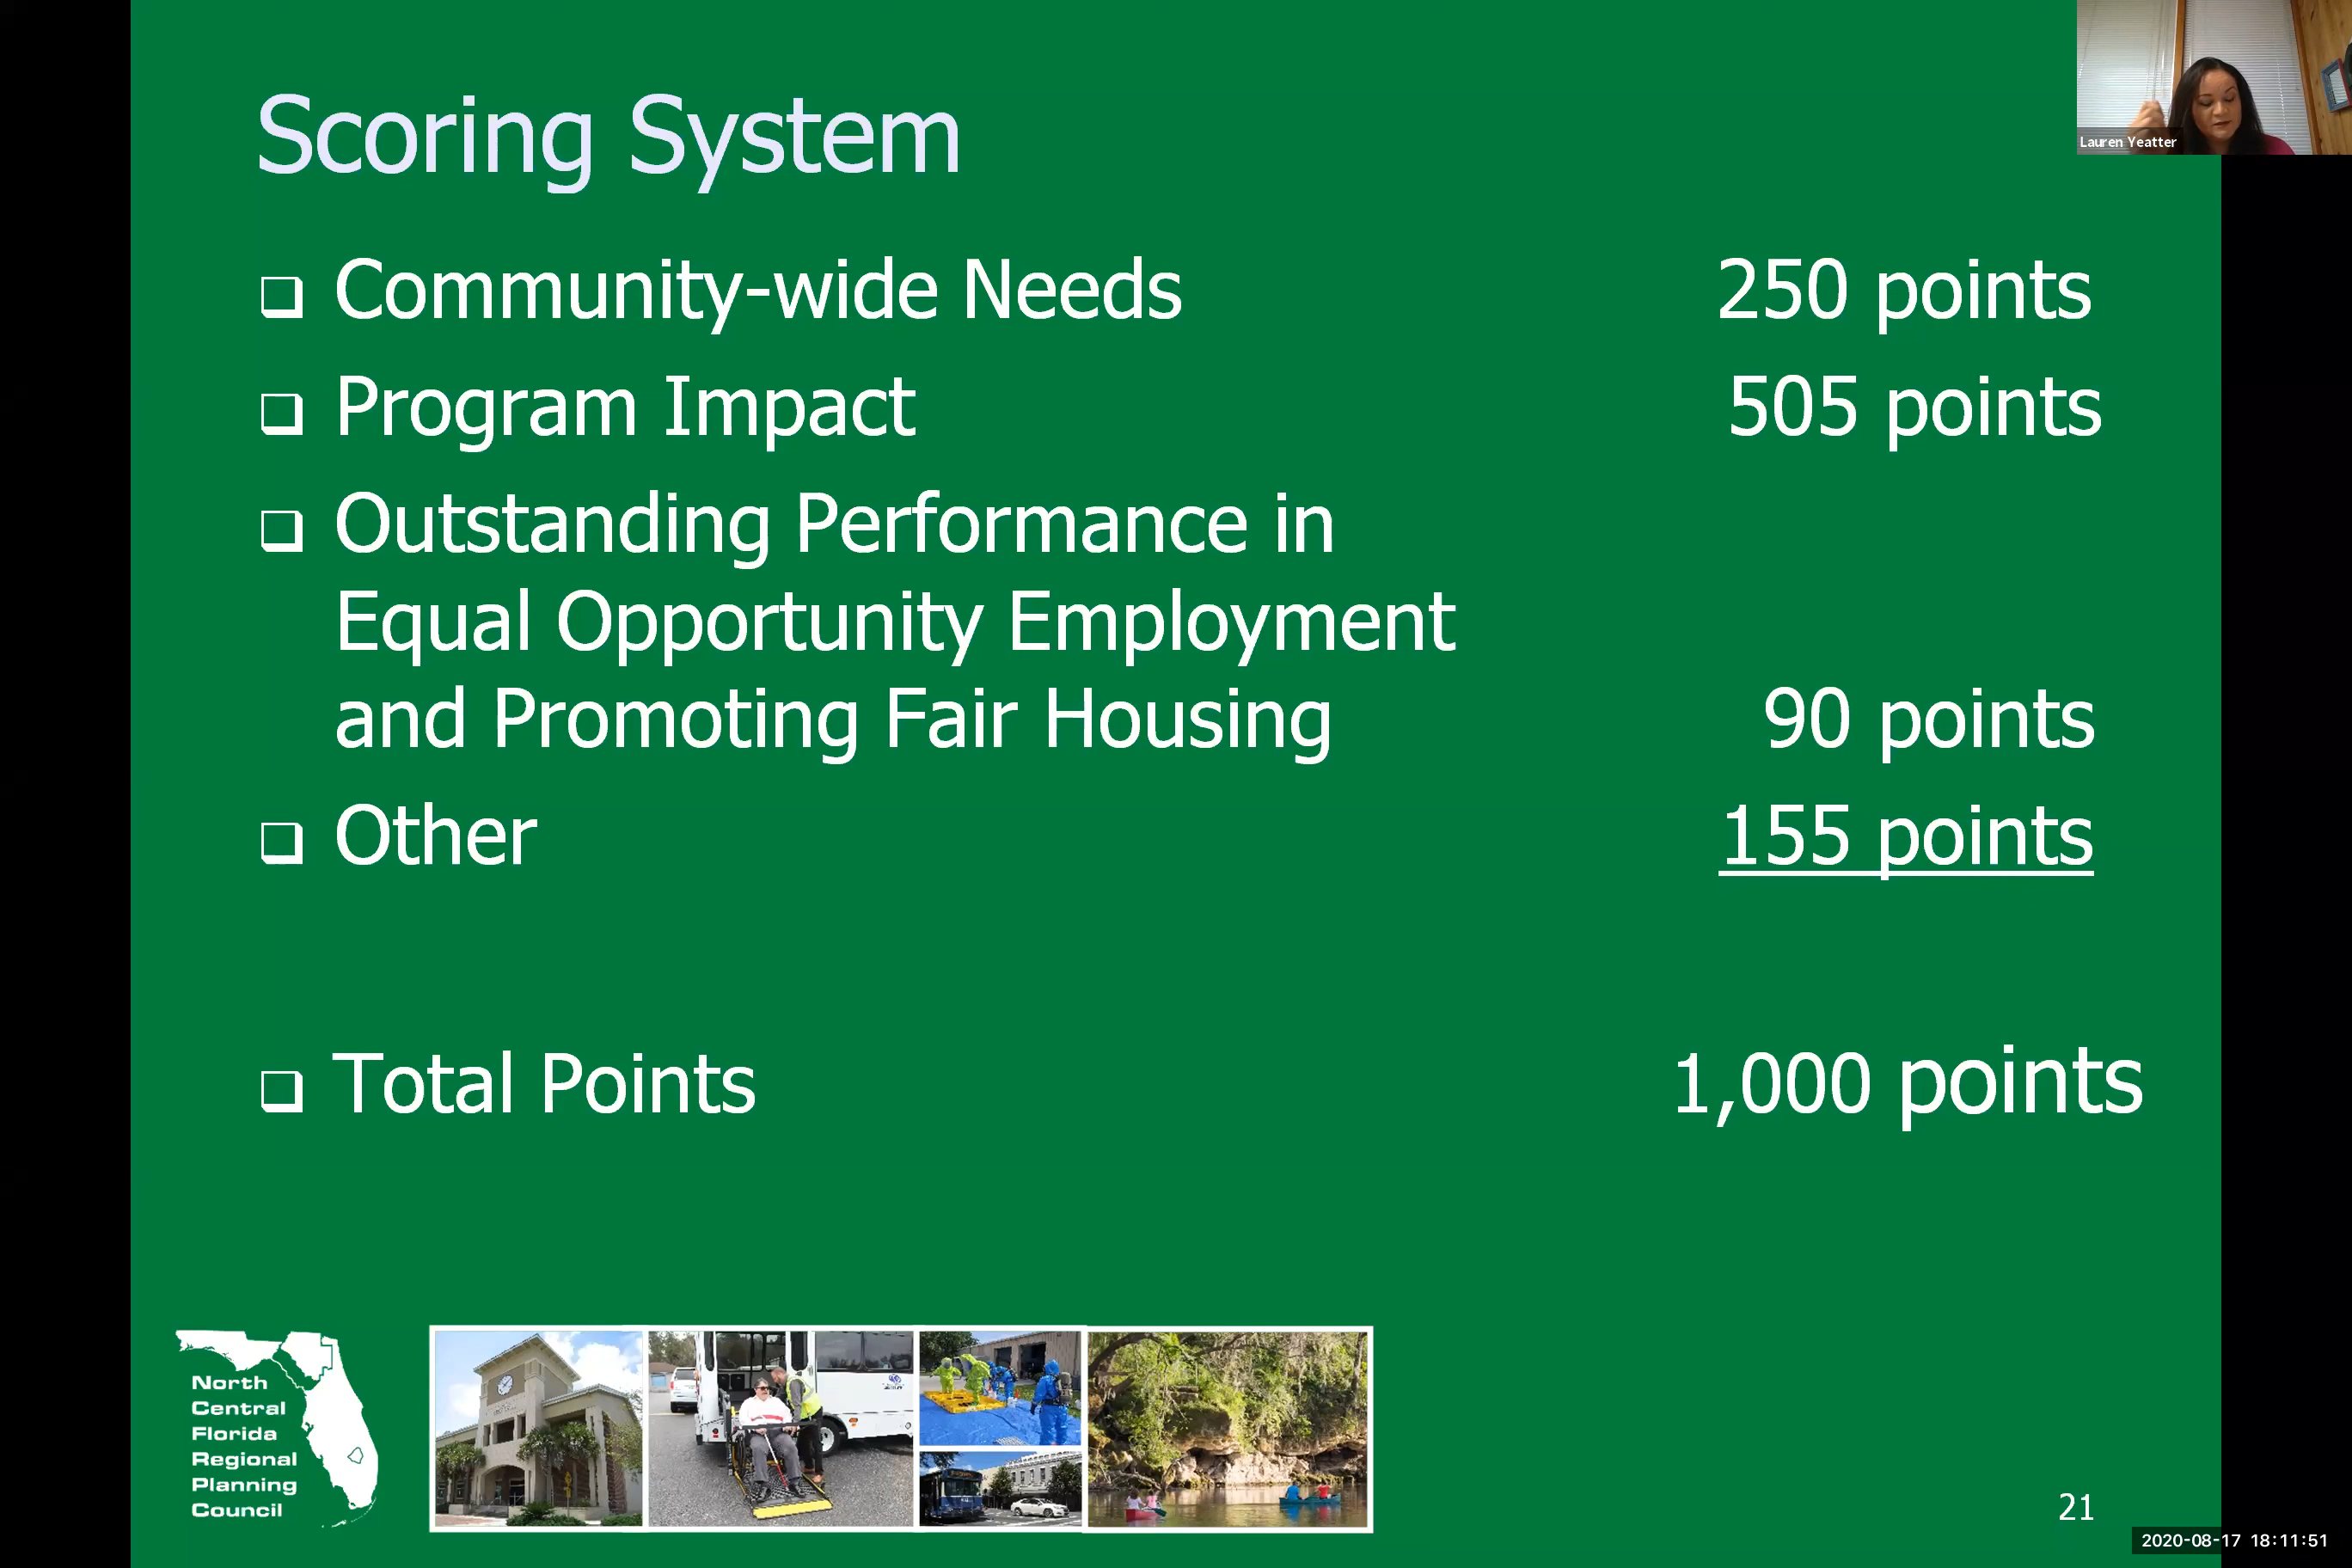 Scoring System
Lauren Yeatter
❑ Community-wide Needs 250 points
❑ Program Impact 505 points
❑ Outstanding Performance in
Equal Opportunity Employment
and Promoting Fair Housing 90 points
❑ Other 155 points
❑ Total Points 1,000 points
North
Central
Florida
Regional
Planning
Council
21
2020-08-17 18:11:51